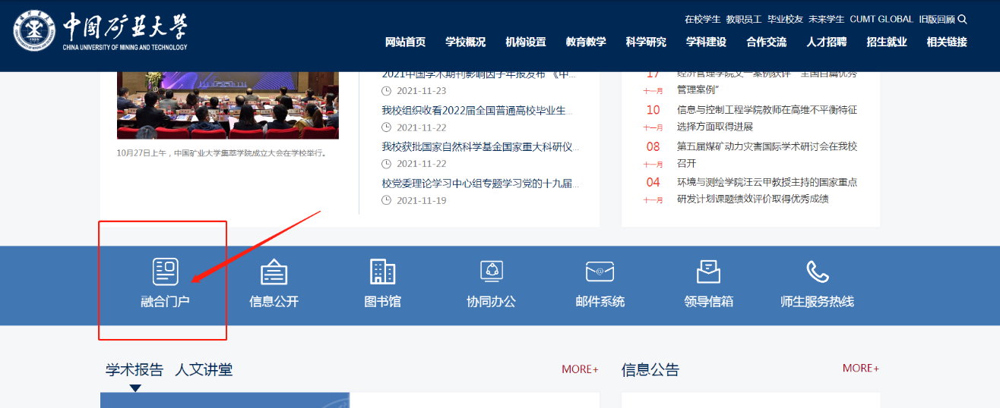 中国矿业大学
CHINA UNIVERSITY OF MINING AND TECHNOLOGY
在校学生 教职员工 毕业校友 未来学生 CUMT GLOBAL 旧版回顾
网站首页 学校概况 机构设置 教育教学 科学研究 学科建设 合作交流 人才招聘 招生就业 相关链接
10月27日上午,中国矿业大学集萃学院成立大会在学校举行。
2021中国学术期刊影响因子年报发布 《中...
2021-11-23
我校组织收看2022届全国普通高校毕业生...
2021-11-22
我校获批国家自然科学基金国家重大科研仪...
2021-11-22
校党委理论学习中心组专题学习党的十九届...
2021-11-19
17 经济管理学院又一案例获评“全国百篇优秀
十一月 管理案例”
10 信息与控制工程学院教师在高维不平衡特征
十一月 选择方面取得进展
08 第五届煤矿动力灾害国际学术研讨会在我校
十一月 召开
04 环境与测绘学院汪云甲教授主持的国家重点
十一月 研发计划课题绩效评价取得优秀成绩
融合门户 信息公开 图书馆 协同办公 邮件系统 领导信箱 师生服务热线
学术报告 人文讲堂 MORE+
信息公告 MORE+